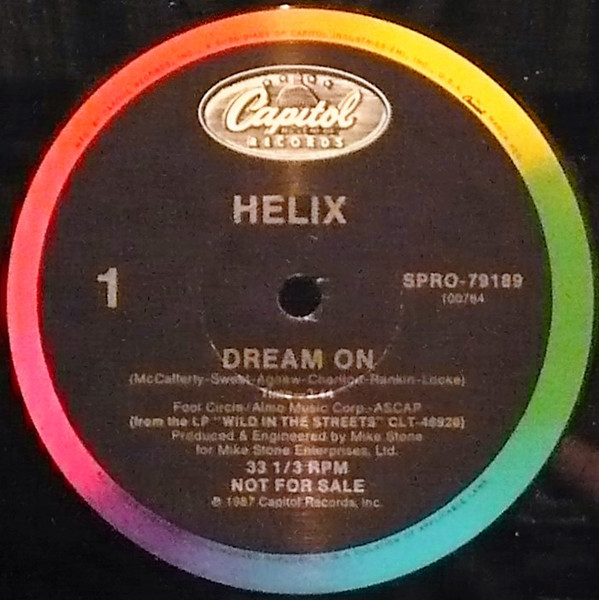 Capitol
RECORDS
HELIX
1
SPRO-79189
100784
DREAM ON
(McCafferty-Sweet-Agnew-Charlton-Rankin-Locke)
Fool Circle/Almo Music Corp.-ASCAP
(from the LP "WILD IN THE STREETS" CLT-46920)
Produced & Engineered by Mike Stone
for Mike Stone Enterprises, Ltd.
33 1/3 RPM
NOT FOR SALE
℗ 1987 Capitol Records, Inc.